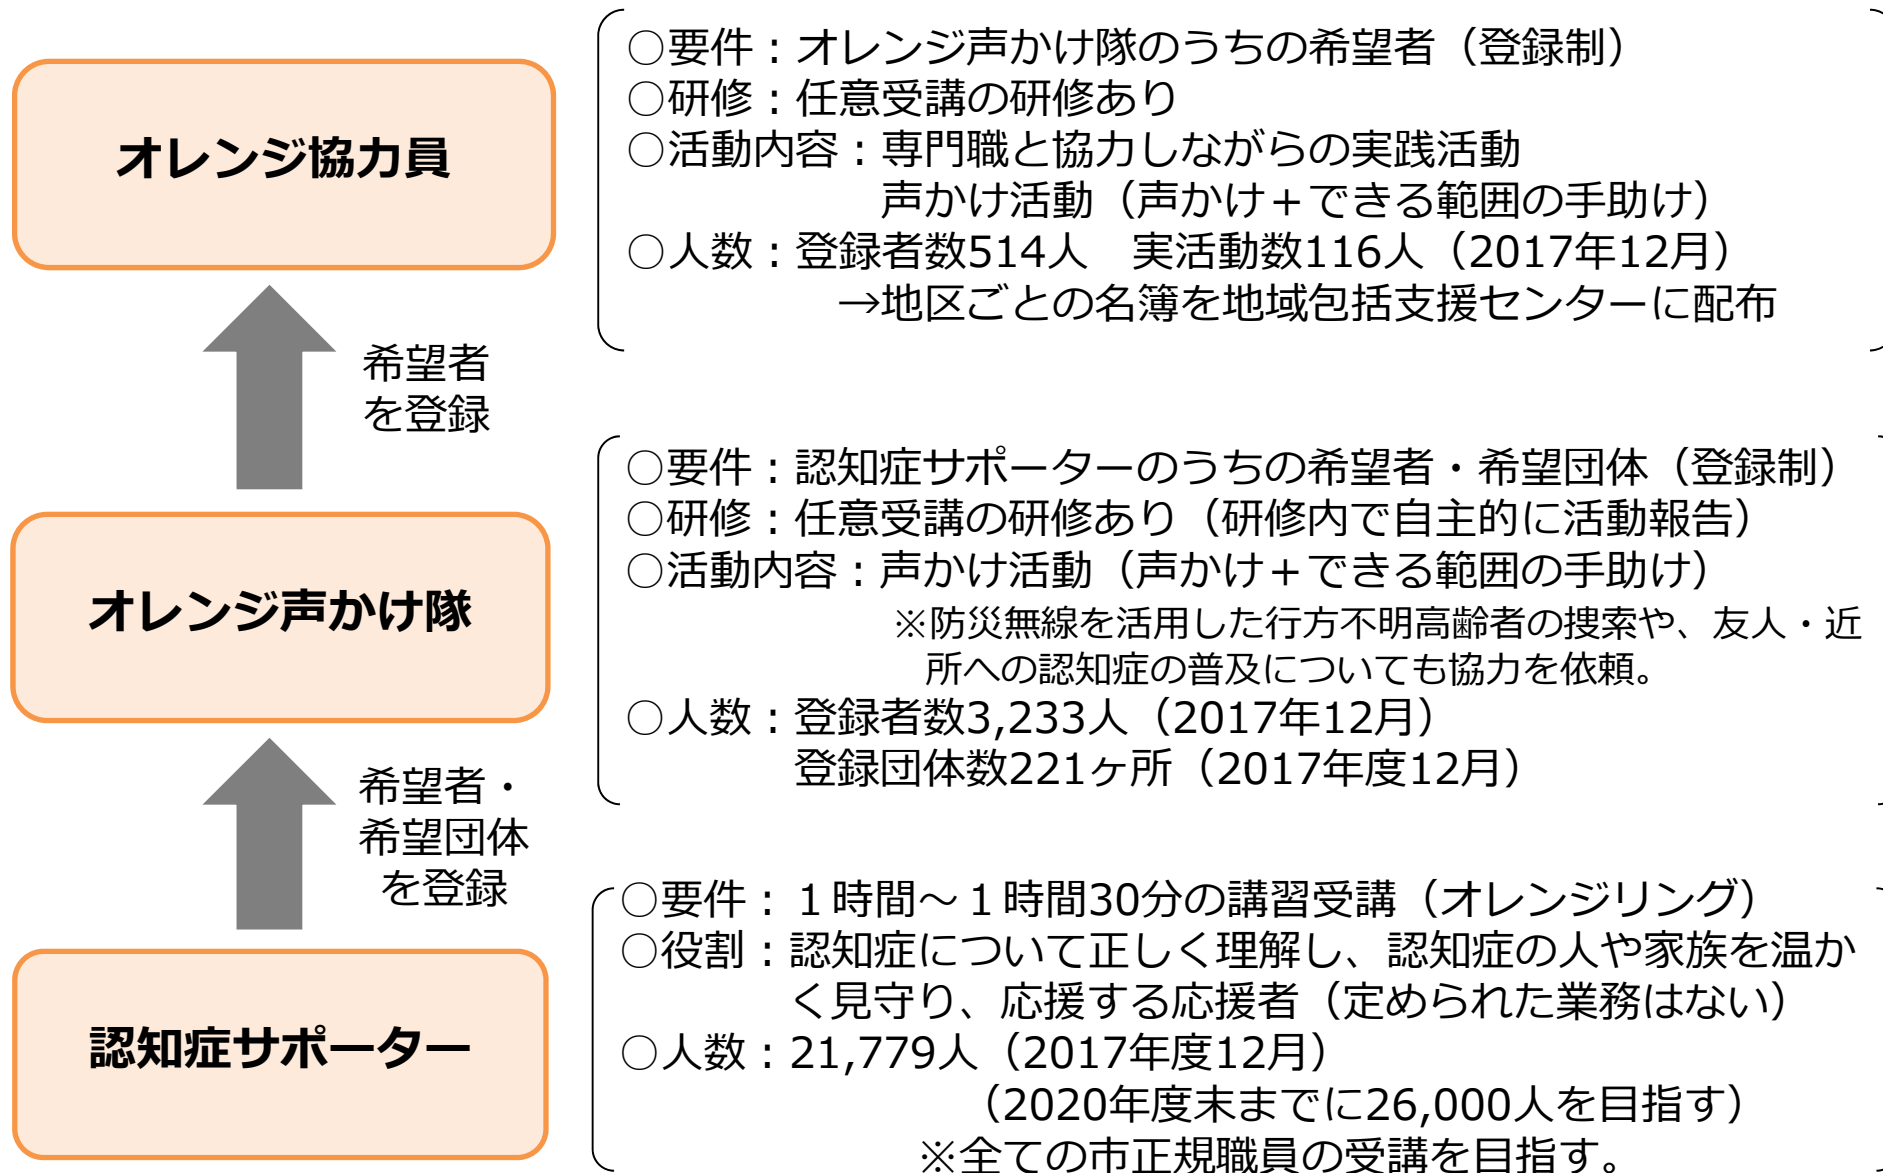 オレンジ協力員
○要件：オレンジ声かけ隊のうちの希望者（登録制）
○研修：任意受講の研修あり
○活動内容：専門職と協力しながらの実践活動
声かけ活動（声かけ＋できる範囲の手助け）
○人数：登録者数514人　実活動数116人（2017年12月）
→地区ごとの名簿を地域包括支援センターに配布
希望者
を登録
オレンジ声かけ隊
○要件：認知症サポーターのうちの希望者・希望団体（登録制）
○研修：任意受講の研修あり（研修内で自主的に活動報告）
○活動内容：声かけ活動（声かけ＋できる範囲の手助け）
※防災無線を活用した行方不明高齢者の捜索や、友人・近
所への認知症の普及についても協力を依頼。
○人数：登録者数3,233人（2017年12月）
登録団体数221ヶ所（2017年度12月）
希望者・
希望団体
を登録
認知症サポーター
○要件：１時間～１時間30分の講習受講（オレンジリング）
○役割：認知症について正しく理解し、認知症の人や家族を温か
く見守り、応援する応援者（定められた業務はない）
○人数：21,779人（2017年度12月）
（2020年度末までに26,000人を目指す）
※全ての市正規職員の受講を目指す。